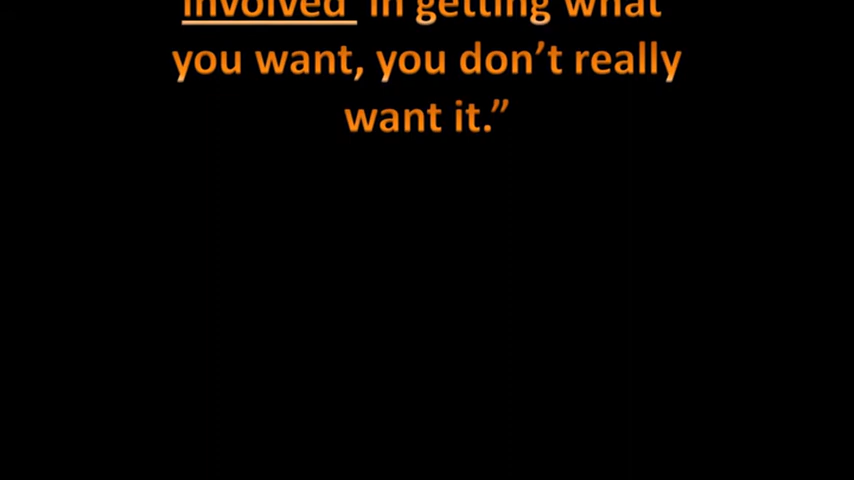 involved in getting what
you want, you don’t really
want it.”